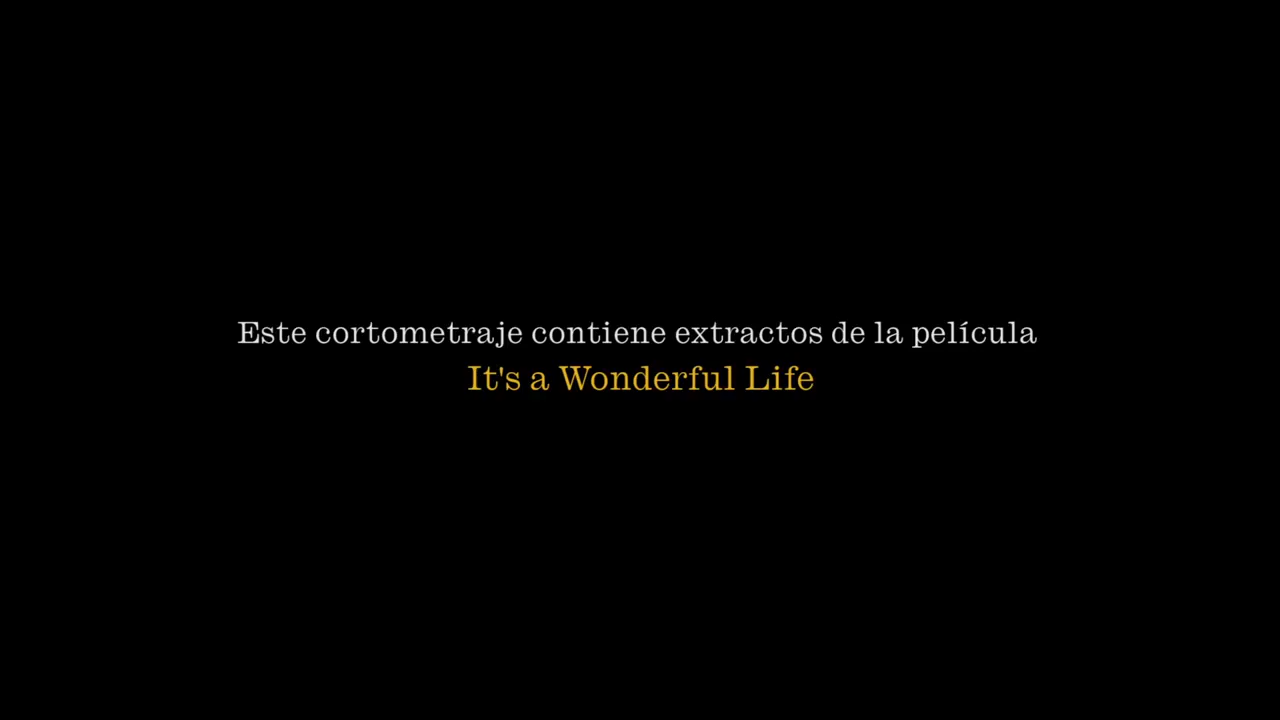 Este cortometraje contiene extractos de la película
It's a Wonderful Life